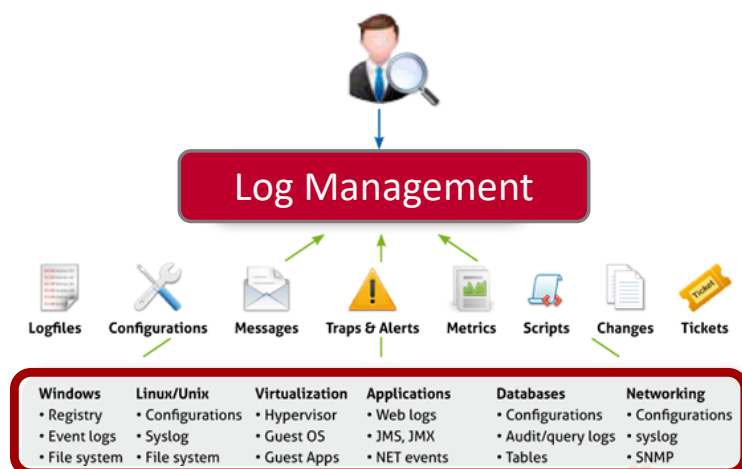 Log Management
Logfiles Configurations Messages Traps & Alerts Metrics Scripts Changes Tickets
Ticket
Windows Linux/Unix Virtualization Applications Databases Networking
• Registry • Configurations • Hypervisor • Web logs • Configurations • Configurations
• Event logs • Syslog • Guest OS • JMS, JMX • Audit/query logs • syslog
• File system • File system • Guest Apps • NET events • Tables • SNMP